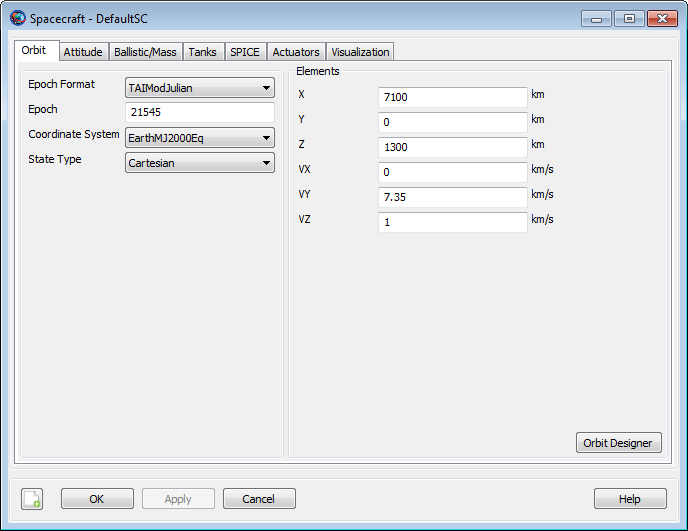 Spacecraft - DefaultSC
Orbit Attitude Ballistic/Mass Tanks SPICE Actuators Visualization
Epoch Format TAIModJulian
Epoch 21545
Coordinate System EarthMJ2000Eq
State Type Cartesian
Elements
X 7100 km
Y 0 km
Z 1300 km
VX 0 km/s
VY 7.35 km/s
VZ 1 km/s
Orbit Designer
OK Apply Cancel Help